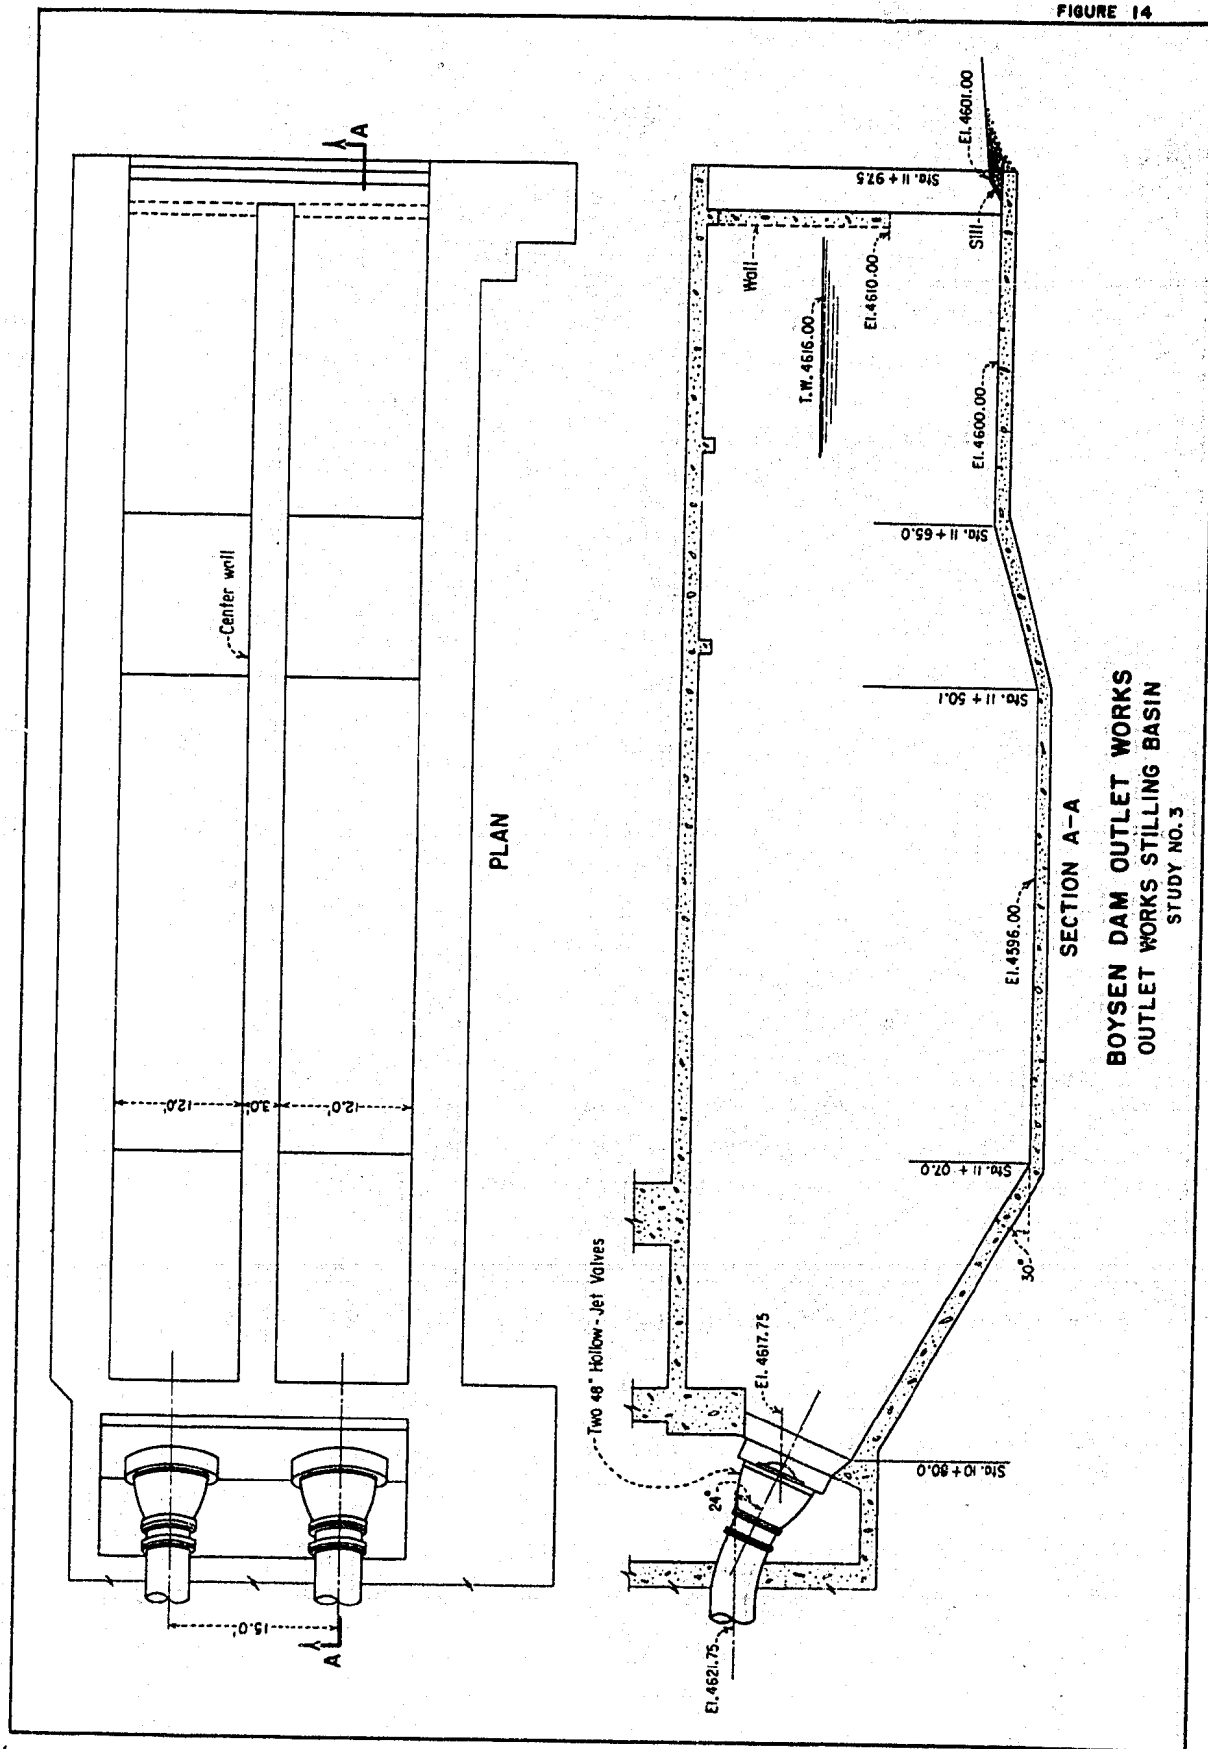 FIGURE 14
A
Center wall
12.0'
3.0'
12.0'
15.0'
A
PLAN
El.4621.75
24°
Two 48" Hollow-Jet Valves
El.4617.75
Sta. 10 + 80.0
30°
Sta. 11 + 07.0
El.4596.00
Sta. 11 + 50.1
Sta. 11 + 65.0
El.4600.00
T.W.4616.00
El.4610.00
Wall
Sill
Sta. 11 + 97.5
El.4601.00
SECTION A-A
BOYSEN DAM OUTLET WORKS
OUTLET WORKS STILLING BASIN
STUDY NO. 3